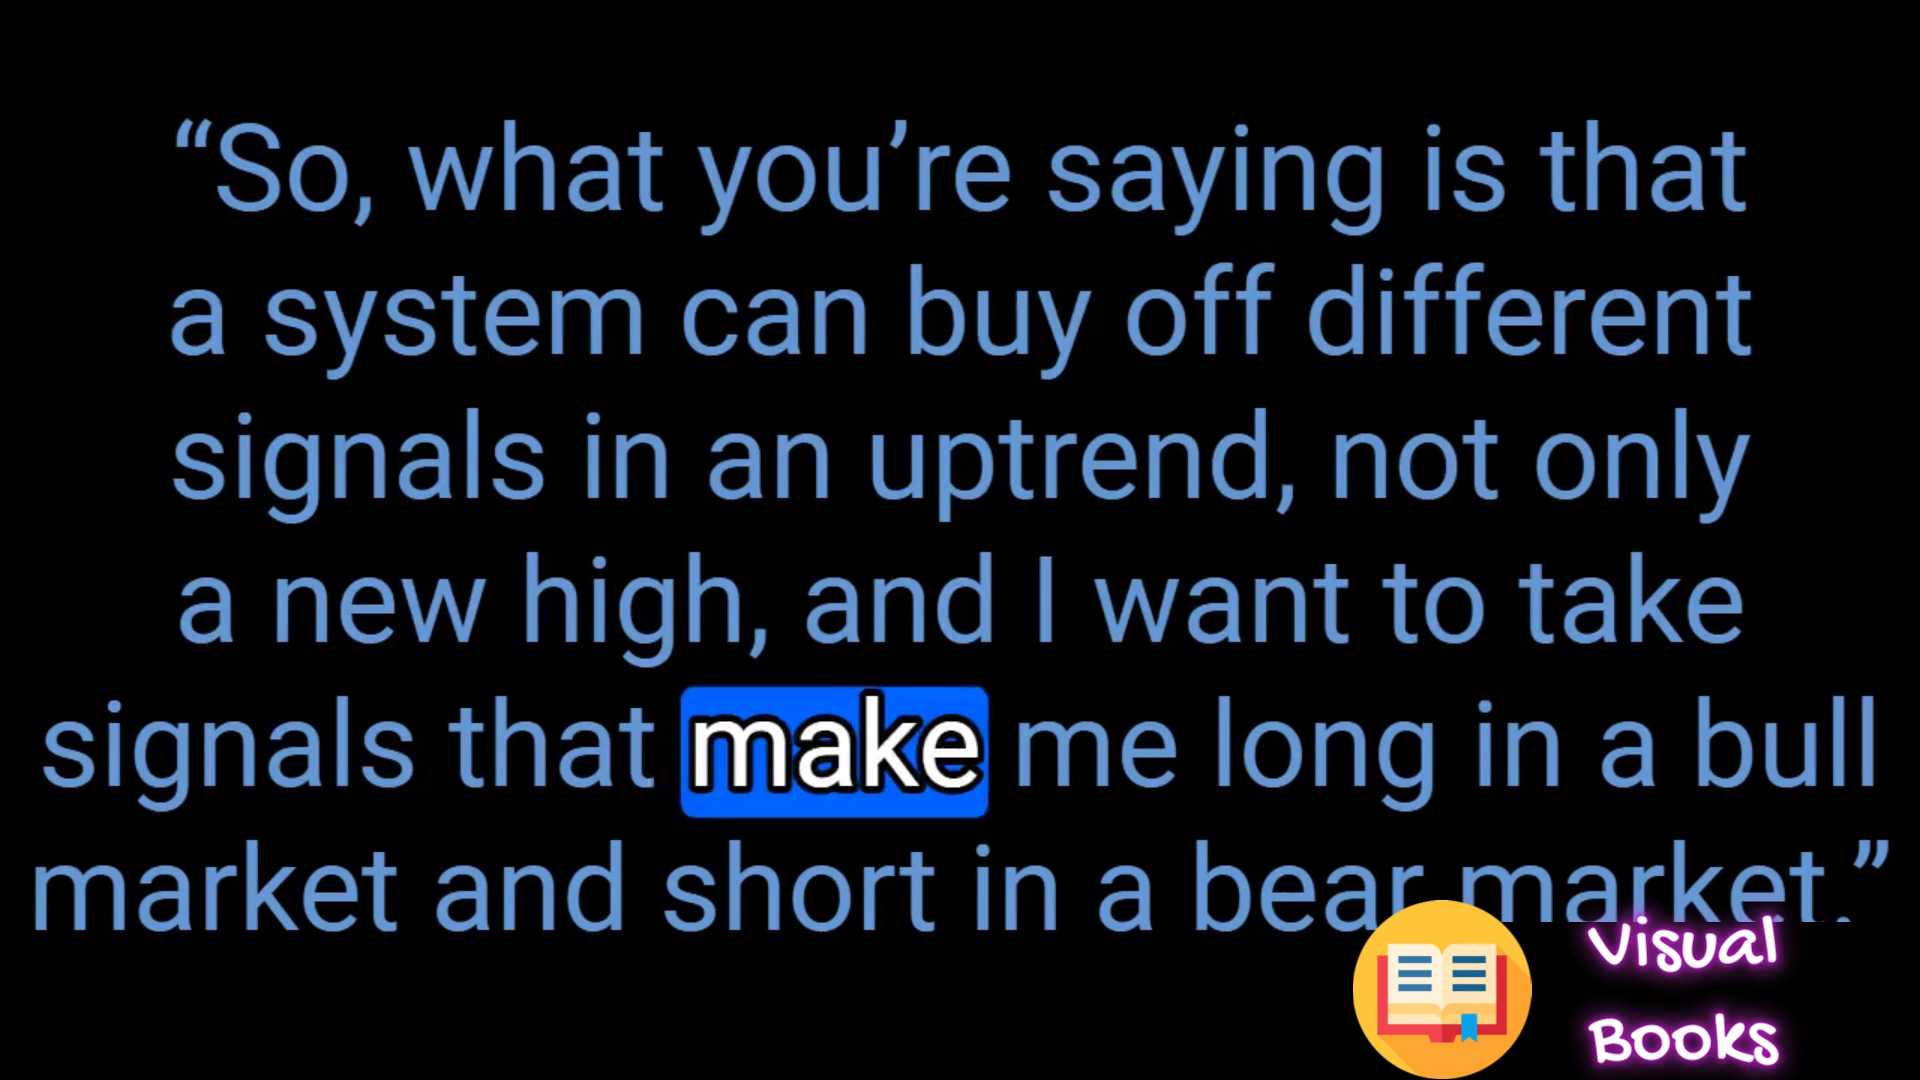 “So, what you’re saying is that
a system can buy off different
signals in an uptrend, not only
a new high, and I want to take
signals that make me long in a bull
market and short in a bear market.”
Visual
Books